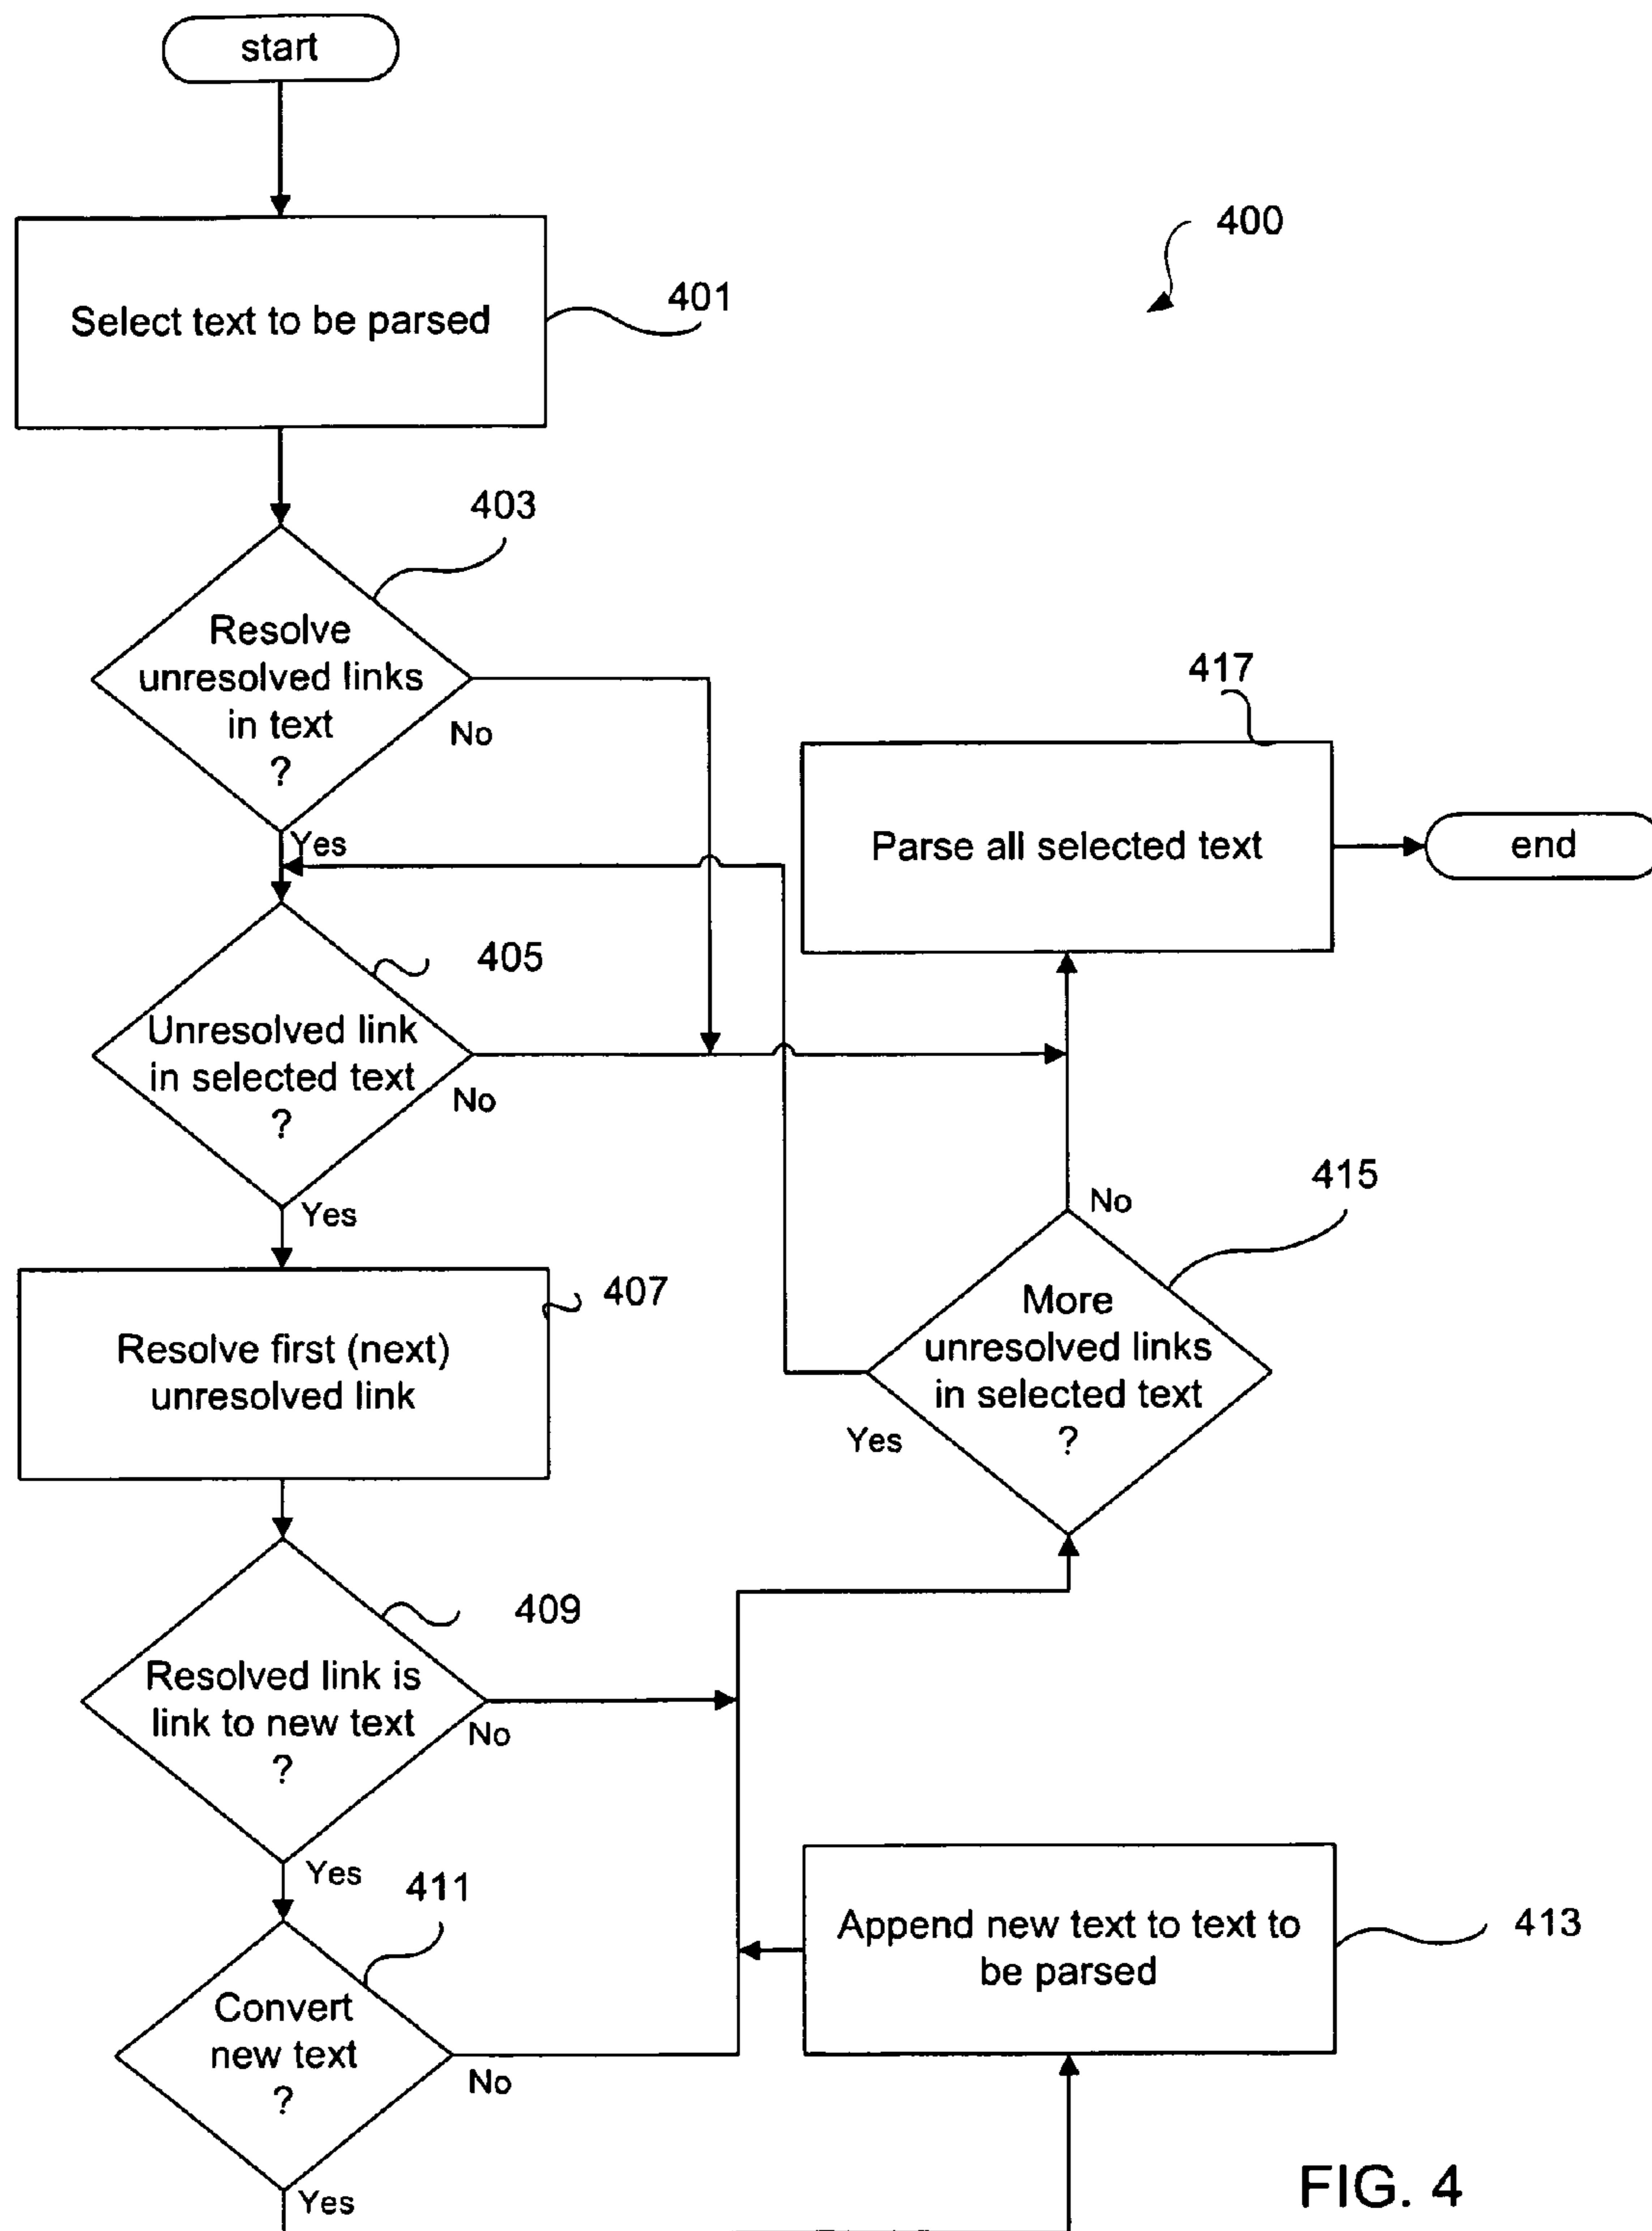 start
400
Select text to be parsed
401
403
Resolve
unresolved links
in text
?
No
Yes
417
Parse all selected text
end
405
Unresolved link
in selected text
?
No
Yes
415
No
More
unresolved links
in selected text
?
Yes
407
Resolve first (next)
unresolved link
409
Resolved link is
link to new text
?
No
Yes
411
Convert
new text
?
No
Yes
Append new text to text to
be parsed
413
FIG. 4